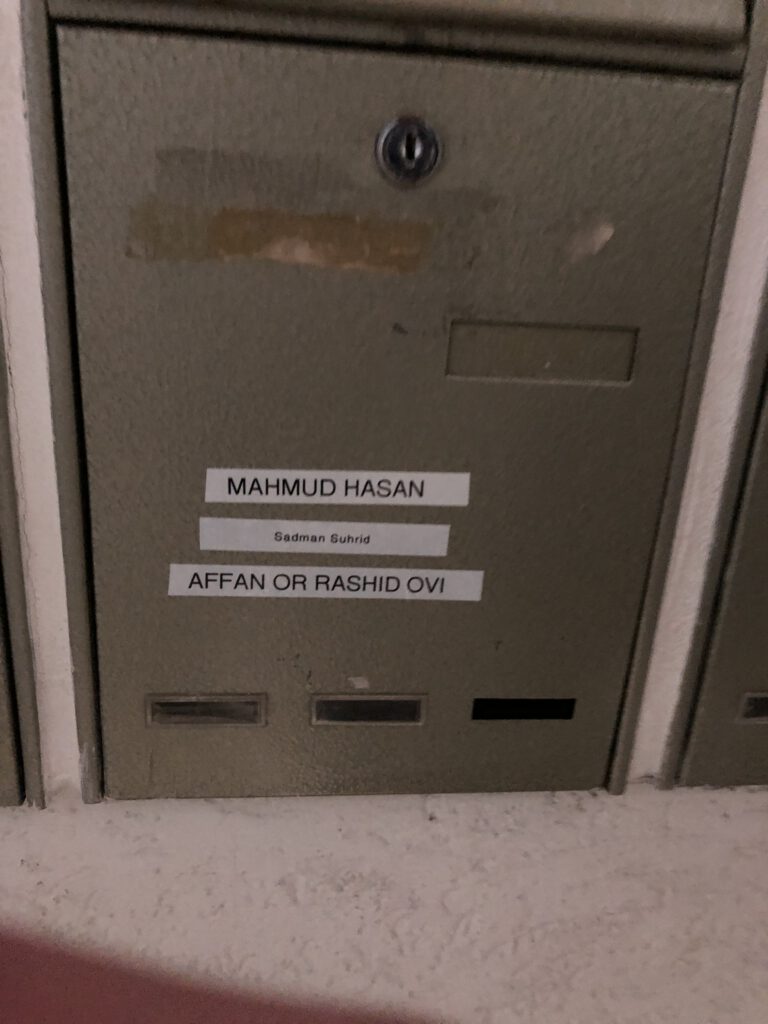 MAHMUD HASAN
Sadman Suhrid
AFFAN OR RASHID OVI